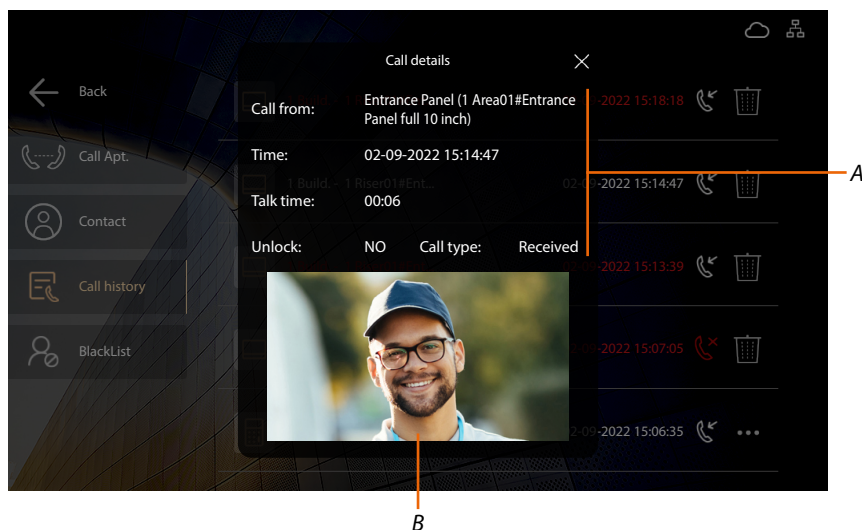 Call details
Back
Call from:
Entrance Panel (1 Area01#Entrance
Panel full 10 inch)
-2022 15:18:18
Call Apt.
Time:
02-09-2022 15:14:47
1 Build. - 1 Riser01#Ent...
02-09-2022 15:14:47
A
Talk time:
00:06
Contact
Unlock:
NO
Call type:
Received
-2022 15:13:39
Call history
BlackList
-2022 15:07:05
2-09-2022 15:06:35
B